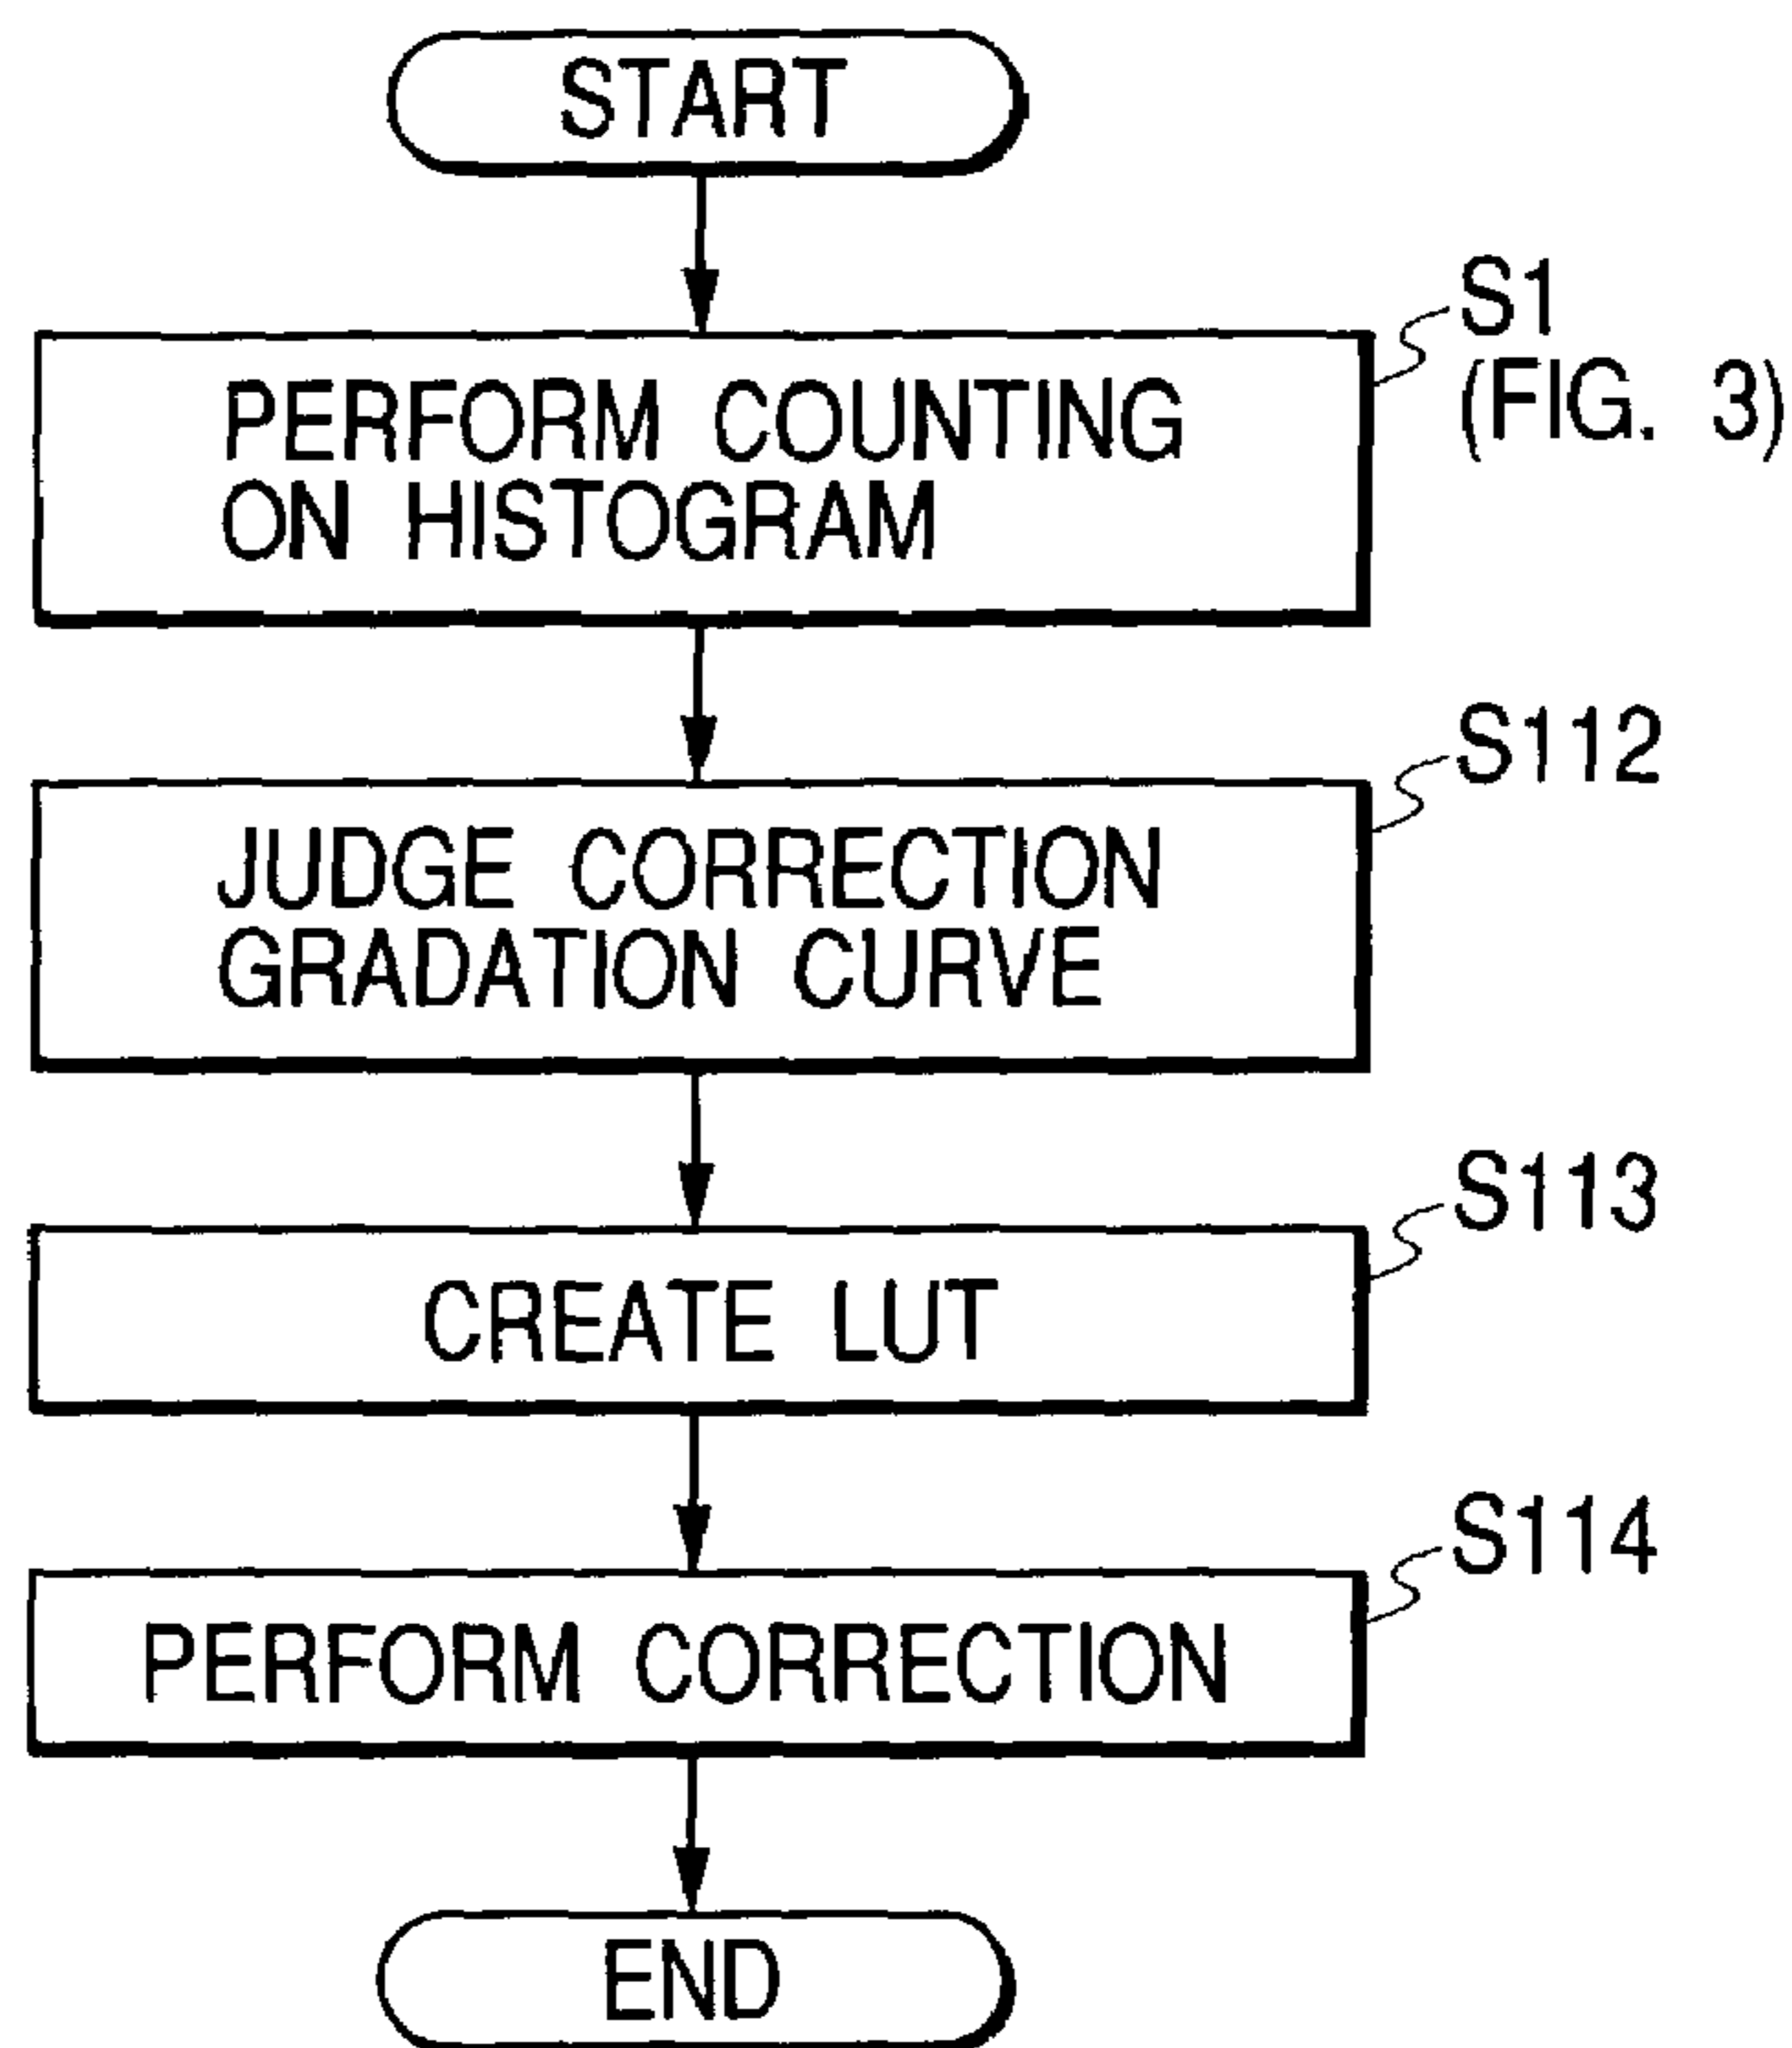 START
S1
(FIG. 3)
PERFORM COUNTING
ON HISTOGRAM
S112
JUDGE CORRECTION
GRADATION CURVE
S113
CREATE LUT
S114
PERFORM CORRECTION
END